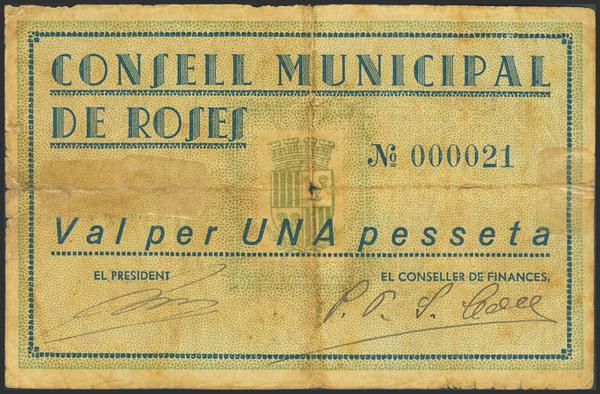 CONSELL MUNICIPAL
DE ROSES
Nº 000021
Val per UNA pesseta
EL PRESIDENT
EL CONSELLER DE FINANCES,